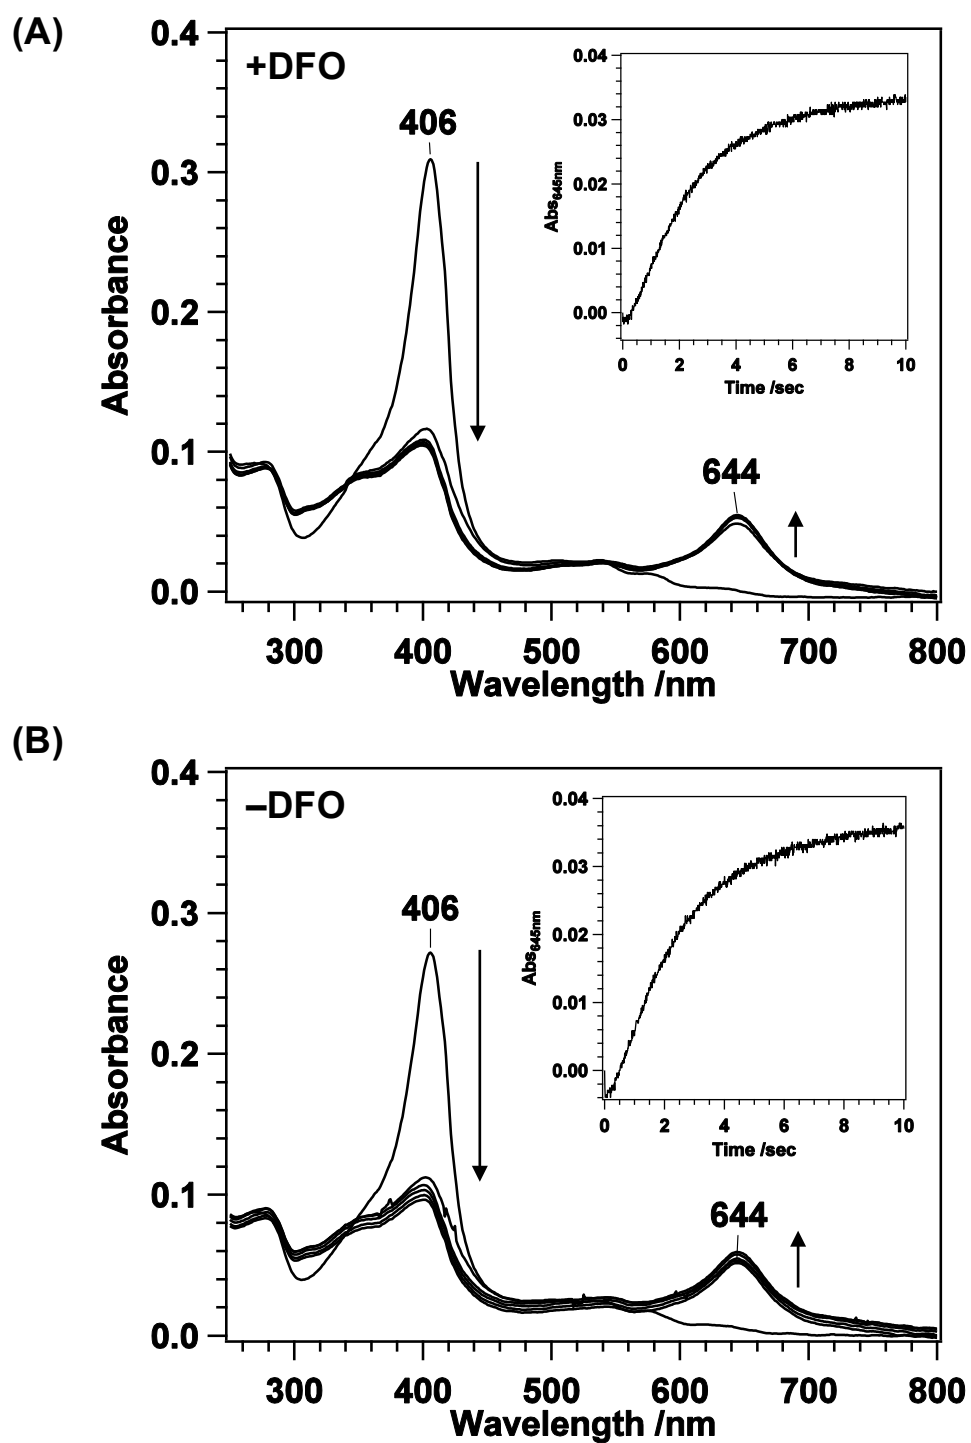 (A)
+DFO
406
644
Absorbance
0.4
0.3
0.2
0.1
0.0
300 400 500 600 700 800
Wavelength /nm
Abs645nm
0.04
0.03
0.02
0.01
0.00
0 2 4 6 8 10
Time /sec
(B)
–DFO
406
644
Absorbance
0.4
0.3
0.2
0.1
0.0
300 400 500 600 700 800
Wavelength /nm
Abs645nm
0.04
0.03
0.02
0.01
0.00
0 2 4 6 8 10
Time /sec